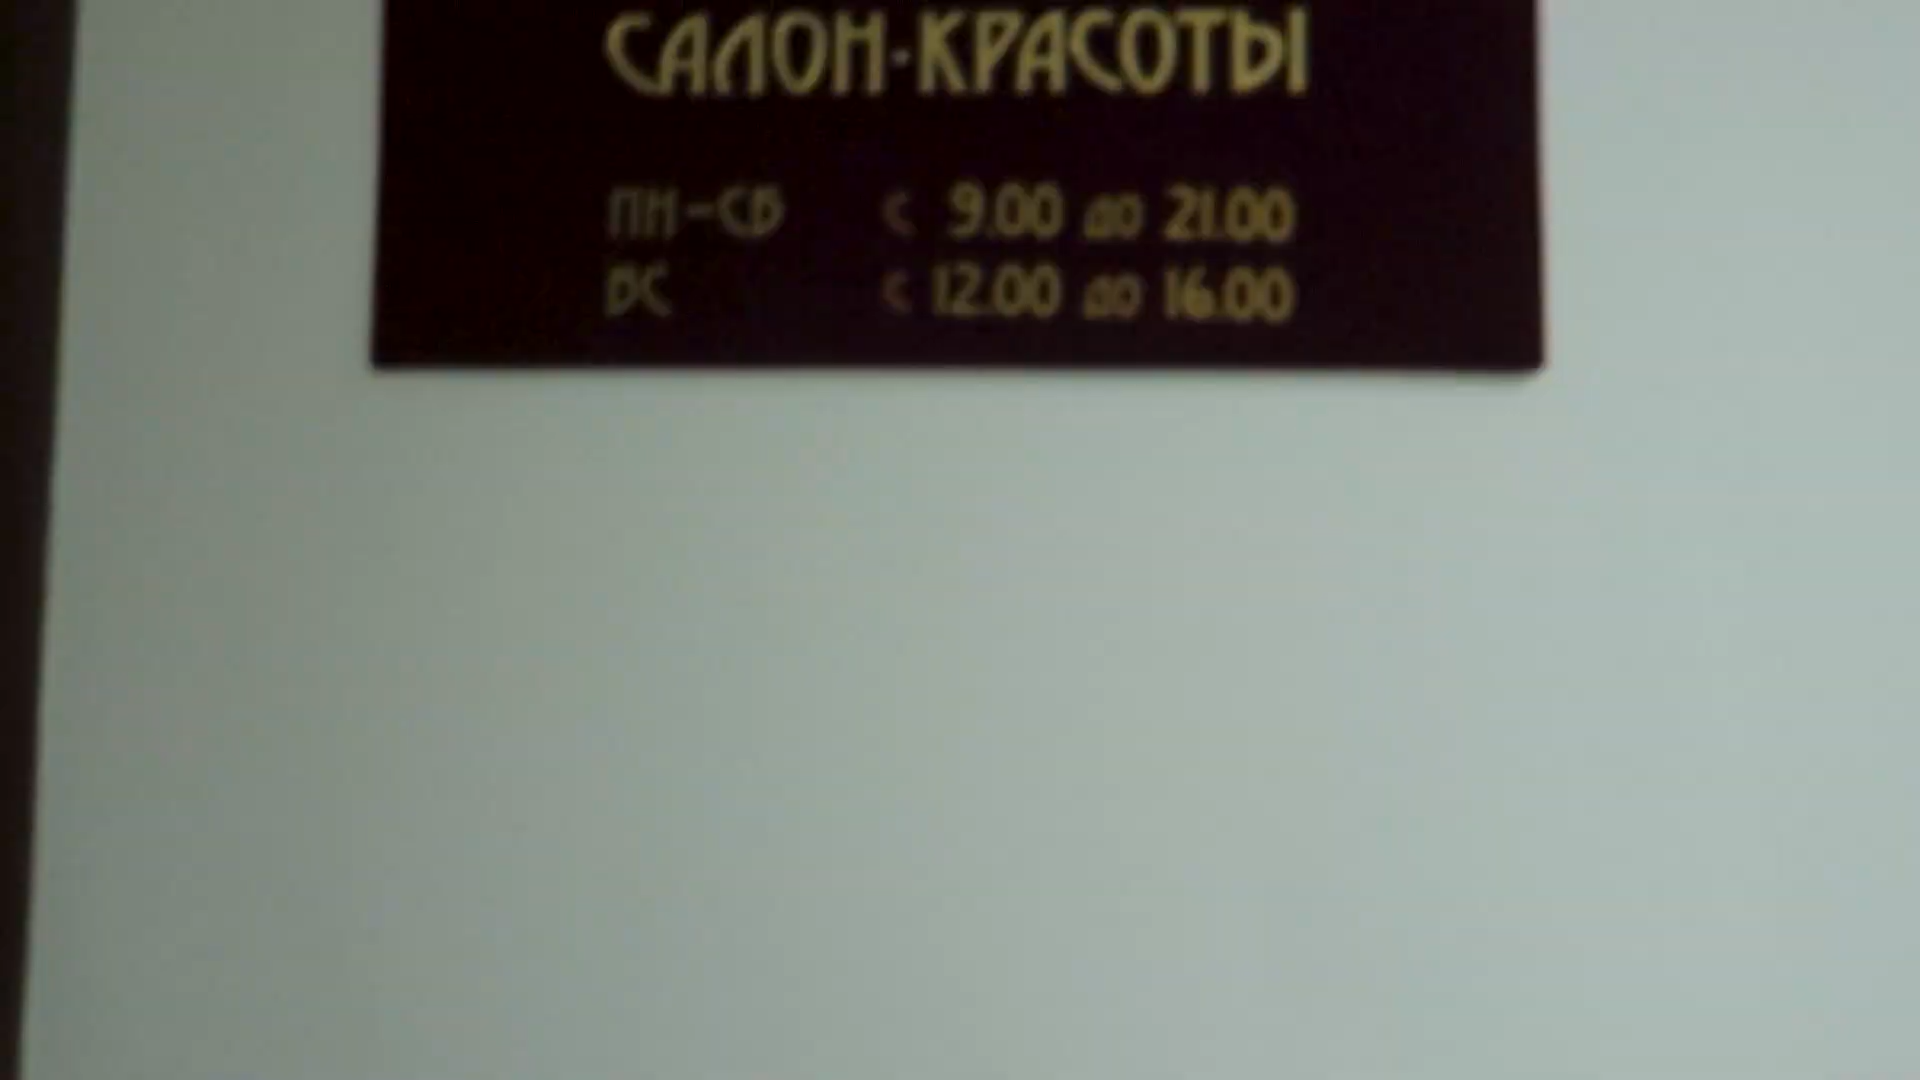 САЛОН·КРАСОТЫ
ПН-СБ с 9.00 до 21.00
ВС с 12.00 до 16.00